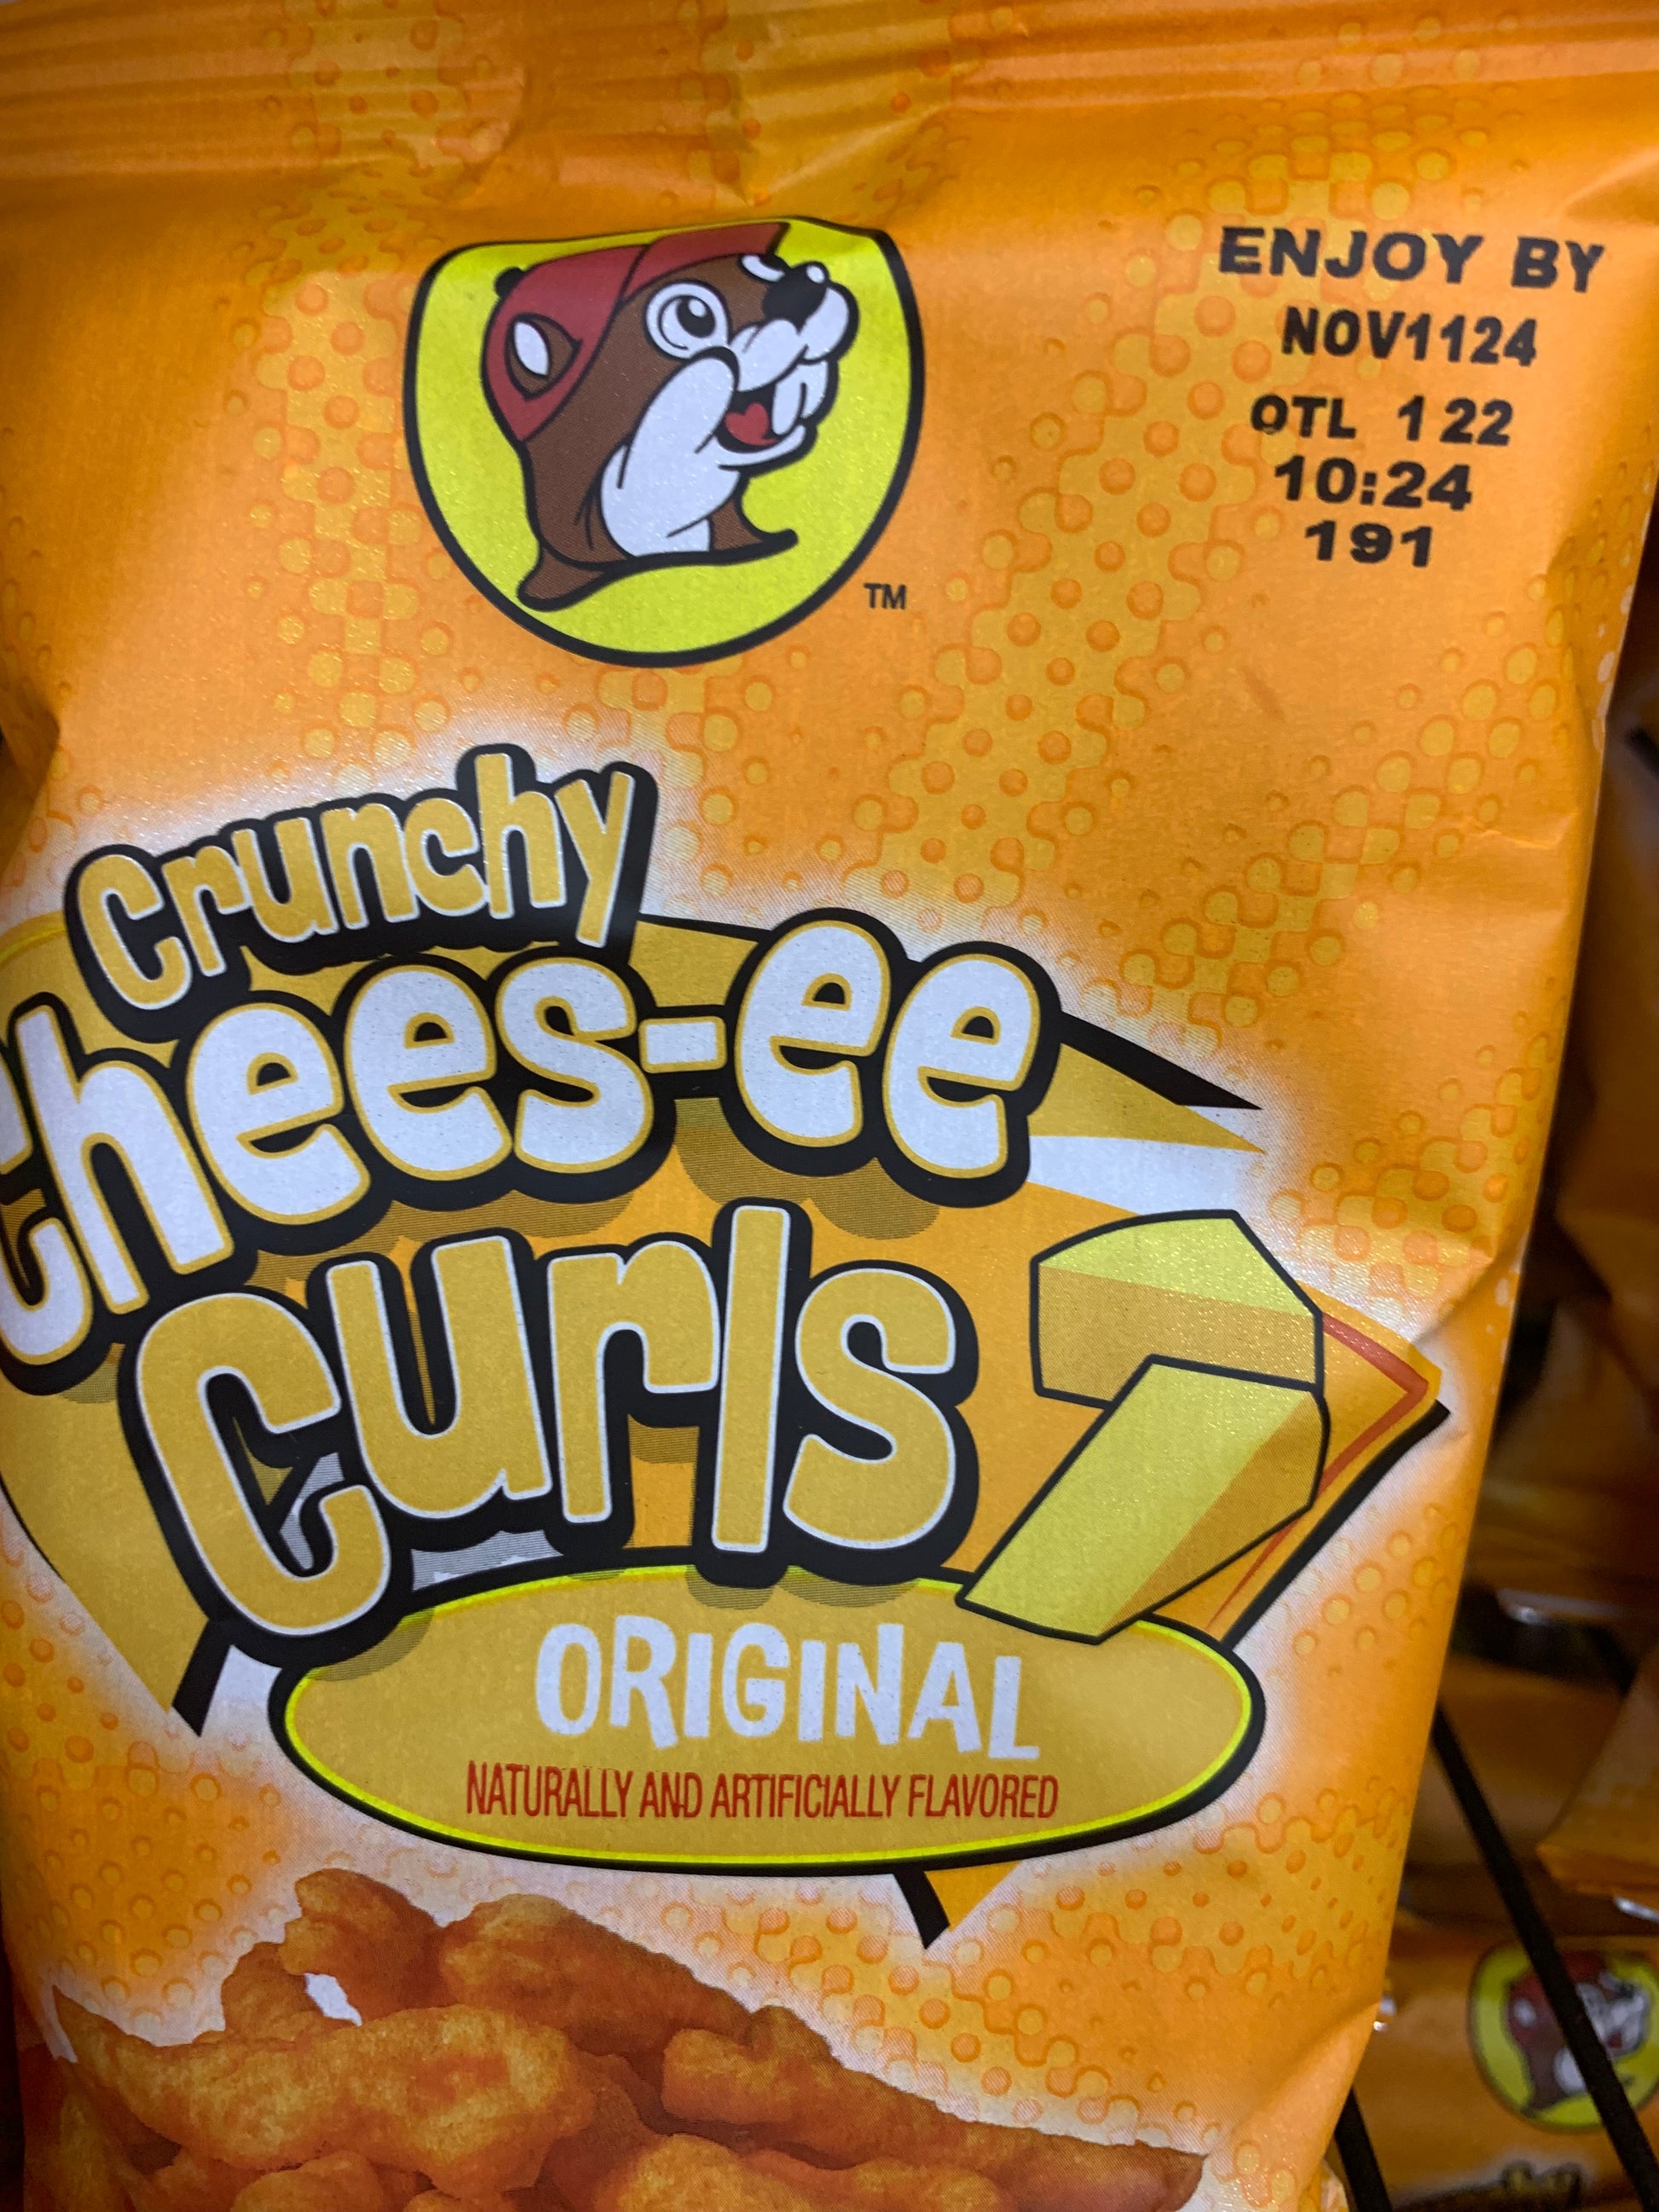 ENJOY BY
NOV1124
OTL 122
10:24
191
TM
Crunchy
Chees-ee
Curls
ORIGINAL
NATURALLY AND ARTIFICIALLY FLAVORED